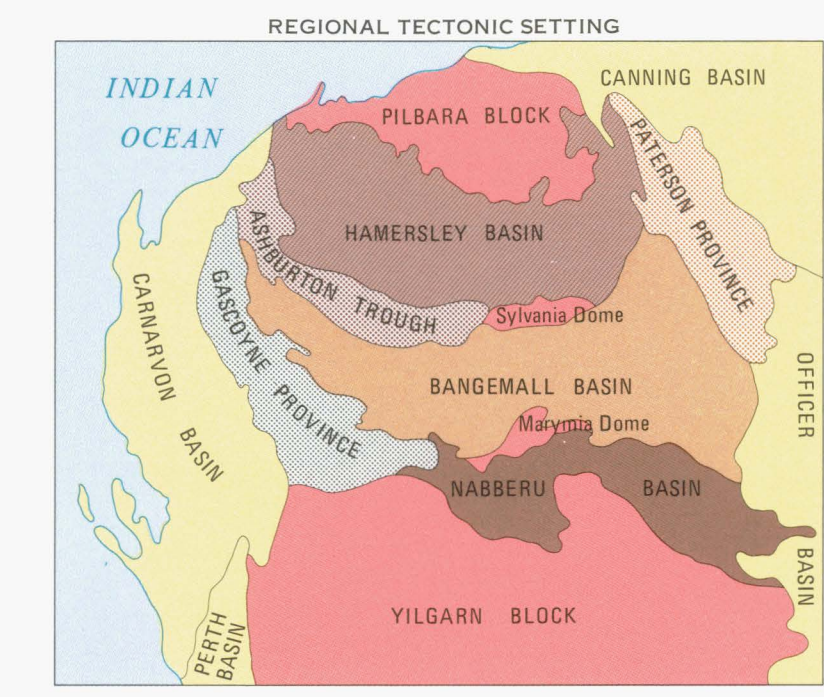 REGIONAL TECTONIC SETTING
INDIAN
OCEAN
CANNING BASIN
PILBARA BLOCK
PATERSON PROVINCE
HAMERSLEY BASIN
ASHBURTON TROUGH
GASCOYNE PROVINCE
CARNARVON BASIN
Sylvania Dome
BANGEMALL BASIN
OFFICER BASIN
Marymia Dome
NABBERU BASIN
YILGARN BLOCK
PERTH
BASIN